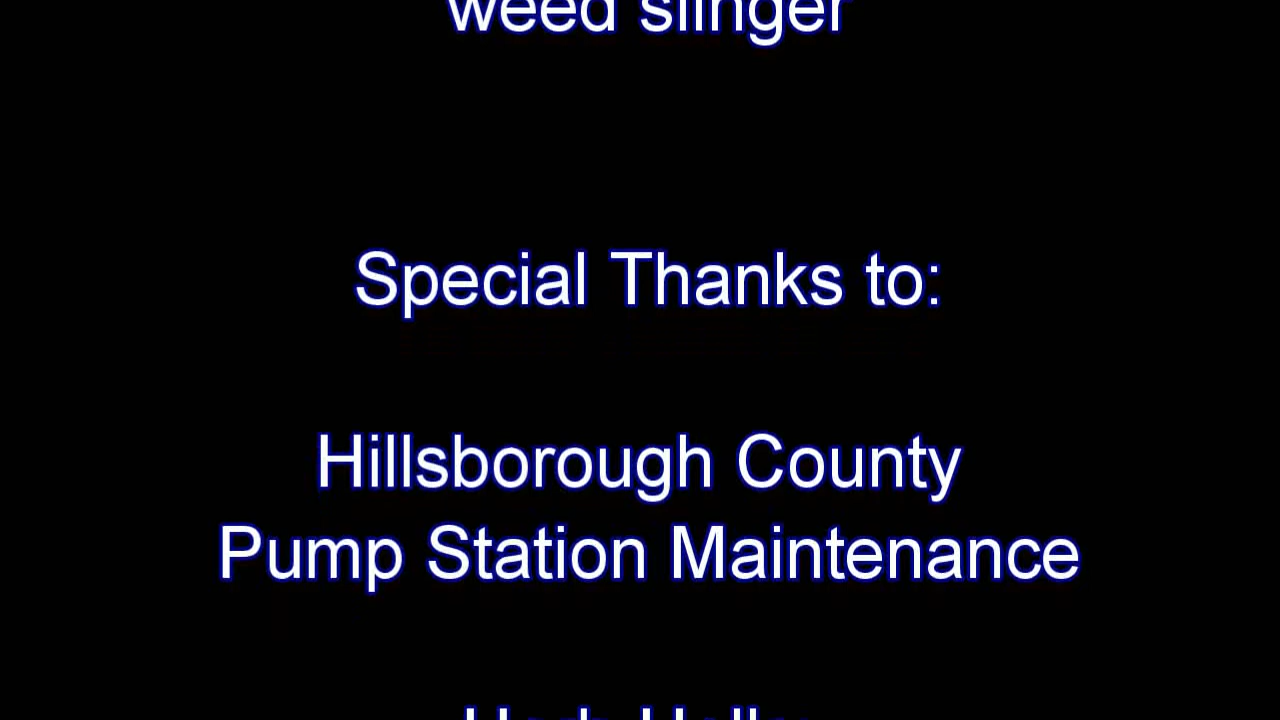 weed slinger
Special Thanks to:
Hillsborough County
Pump Station Maintenance